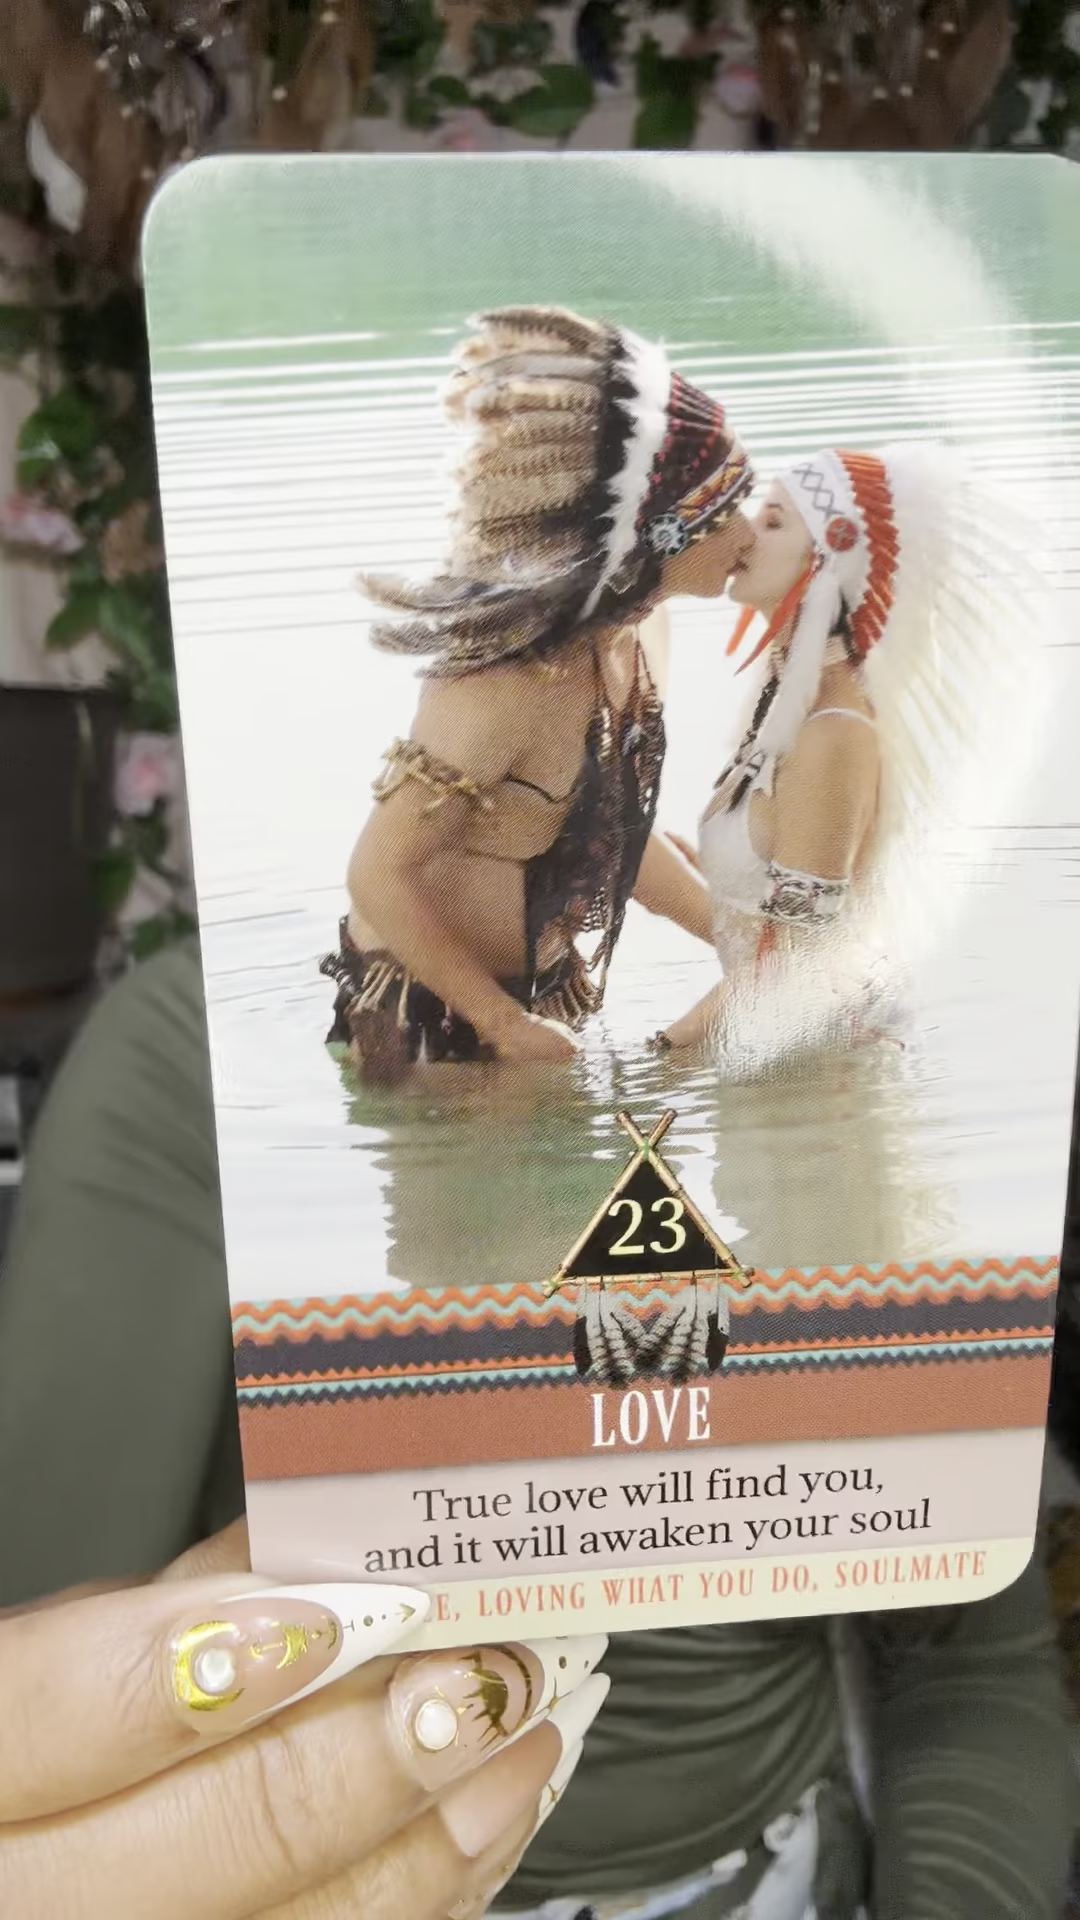 23
LOVE
True love will find you,
and it will awaken your soul
LOVING WHAT YOU DO, SOULMATE